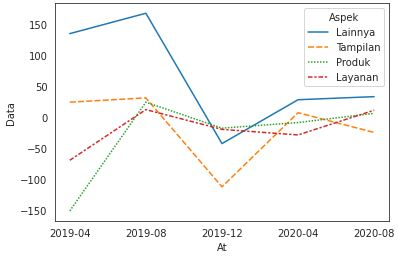 Aspek
Lainnya
Tampilan
Produk
Layanan
150
100
50
0
−50
−100
−150
Data
2019-04 2019-08 2019-12 2020-04 2020-08
At